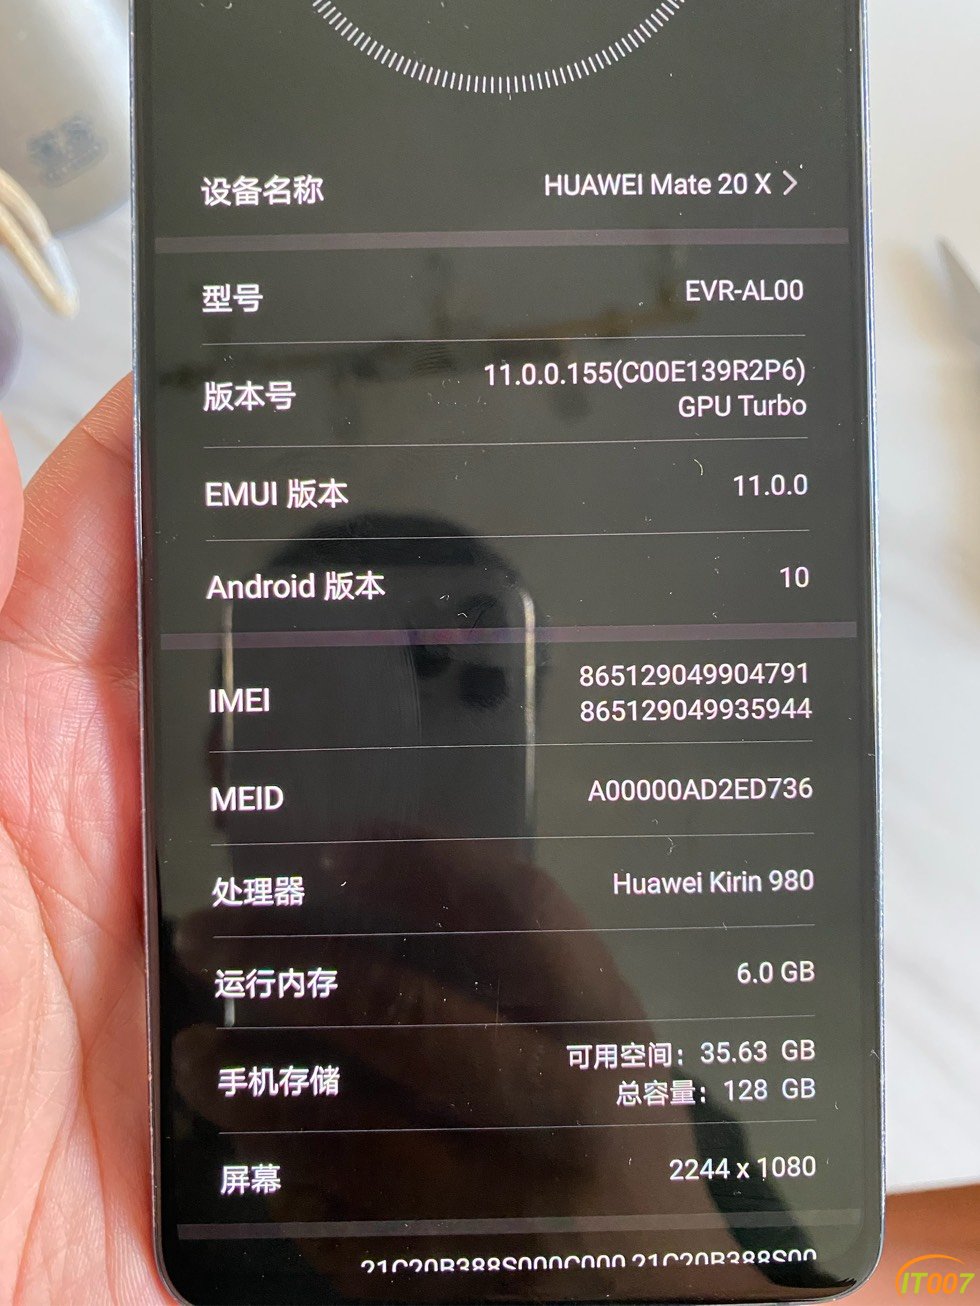 设备名称 HUAWEI Mate 20 X
型号 EVR-AL00
版本号 11.0.0.155(C00E139R2P6)
GPU Turbo
EMUI 版本 11.0.0
Android 版本 10
IMEI 865129049904791
865129049935944
MEID A00000AD2ED736
处理器 Huawei Kirin 980
运行内存 6.0 GB
手机存储 可用空间：35.63 GB
总容量：128 GB
屏幕 2244 x 1080
IT007